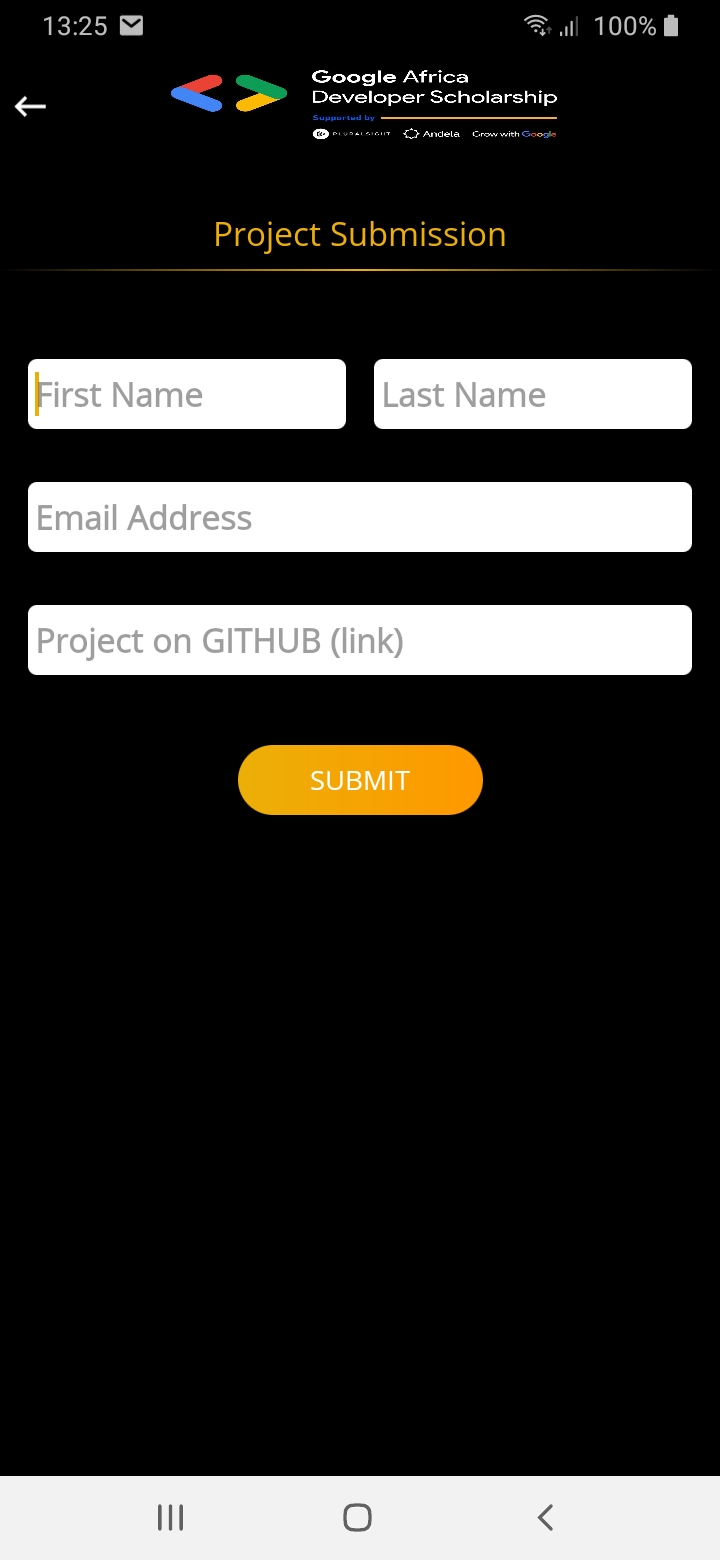 13:25 100%
Google Africa
Developer Scholarship
Supported by
PLURALSIGHT Andela Grow with Google
Project Submission
First Name Last Name
Email Address
Project on GITHUB (link)
SUBMIT